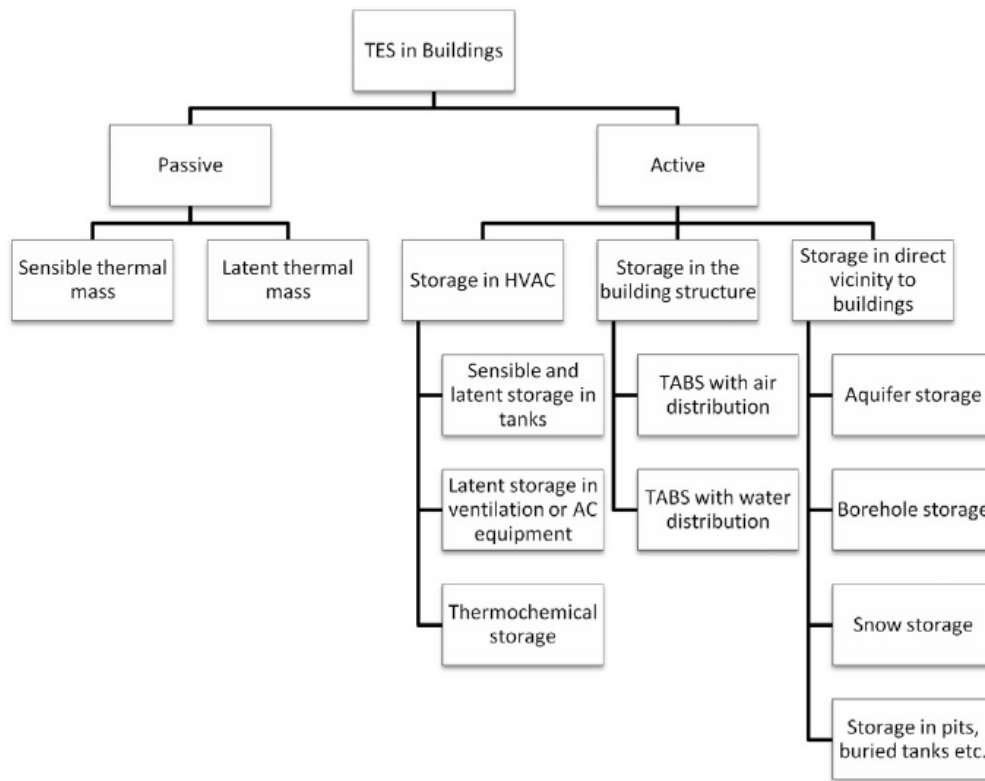 TES in Buildings
Passive
Active
Sensible thermal
mass
Latent thermal
mass
Storage in HVAC
Storage in the
building structure
Storage in direct
vicinity to
buildings
Sensible and
latent storage in
tanks
TABS with air
distribution
Aquifer storage
Latent storage in
ventilation or AC
equipment
TABS with water
distribution
Borehole storage
Thermochemical
storage
Snow storage
Storage in pits,
buried tanks etc.